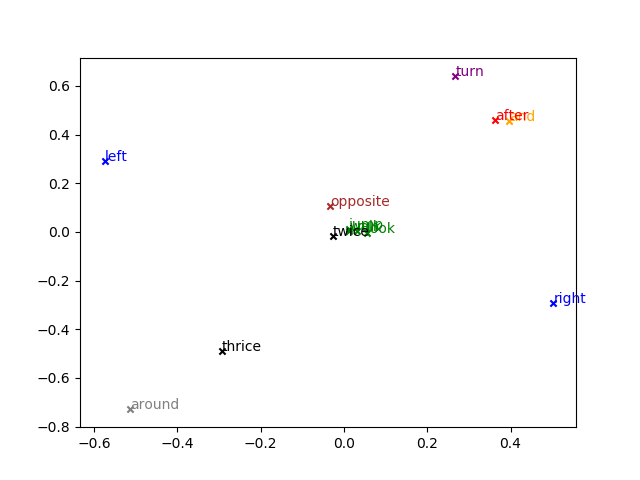 turn
after
and
left
opposite
jump
look
twice
right
thrice
around
0.6
0.4
0.2
0.0
−0.2
−0.4
−0.6
−0.8
−0.6 −0.4 −0.2 0.0 0.2 0.4